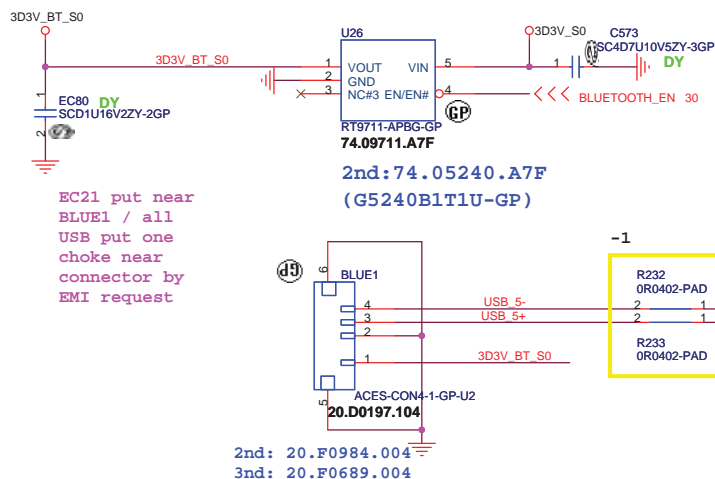 3D3V_BT_S0
3D3V_BT_S0
1
2
EC80 DY
SCD1U16V2ZY-2GP
U26
1 VOUT VIN 5
2 GND
3 NC#3 EN/EN# 4
RT9711-APBG-GP
74.09711.A7F
GP
3D3V_S0
C573
SC4D7U10V5ZY-3GP
1
DY
BLUETOOTH_EN 30
2nd:74.05240.A7F
(G5240B1T1U-GP)
EC21 put near
BLUE1 / all
USB put one
choke near
connector by
EMI request
GP
6
BLUE1
4 USB_5-
3 USB_5+
2
1 3D3V_BT_S0
5
ACES-CON4-1-GP-U2
20.D0197.104
2nd: 20.F0984.004
3nd: 20.F0689.004
-1
R232
0R0402-PAD
2 1
2 1
R233
0R0402-PAD